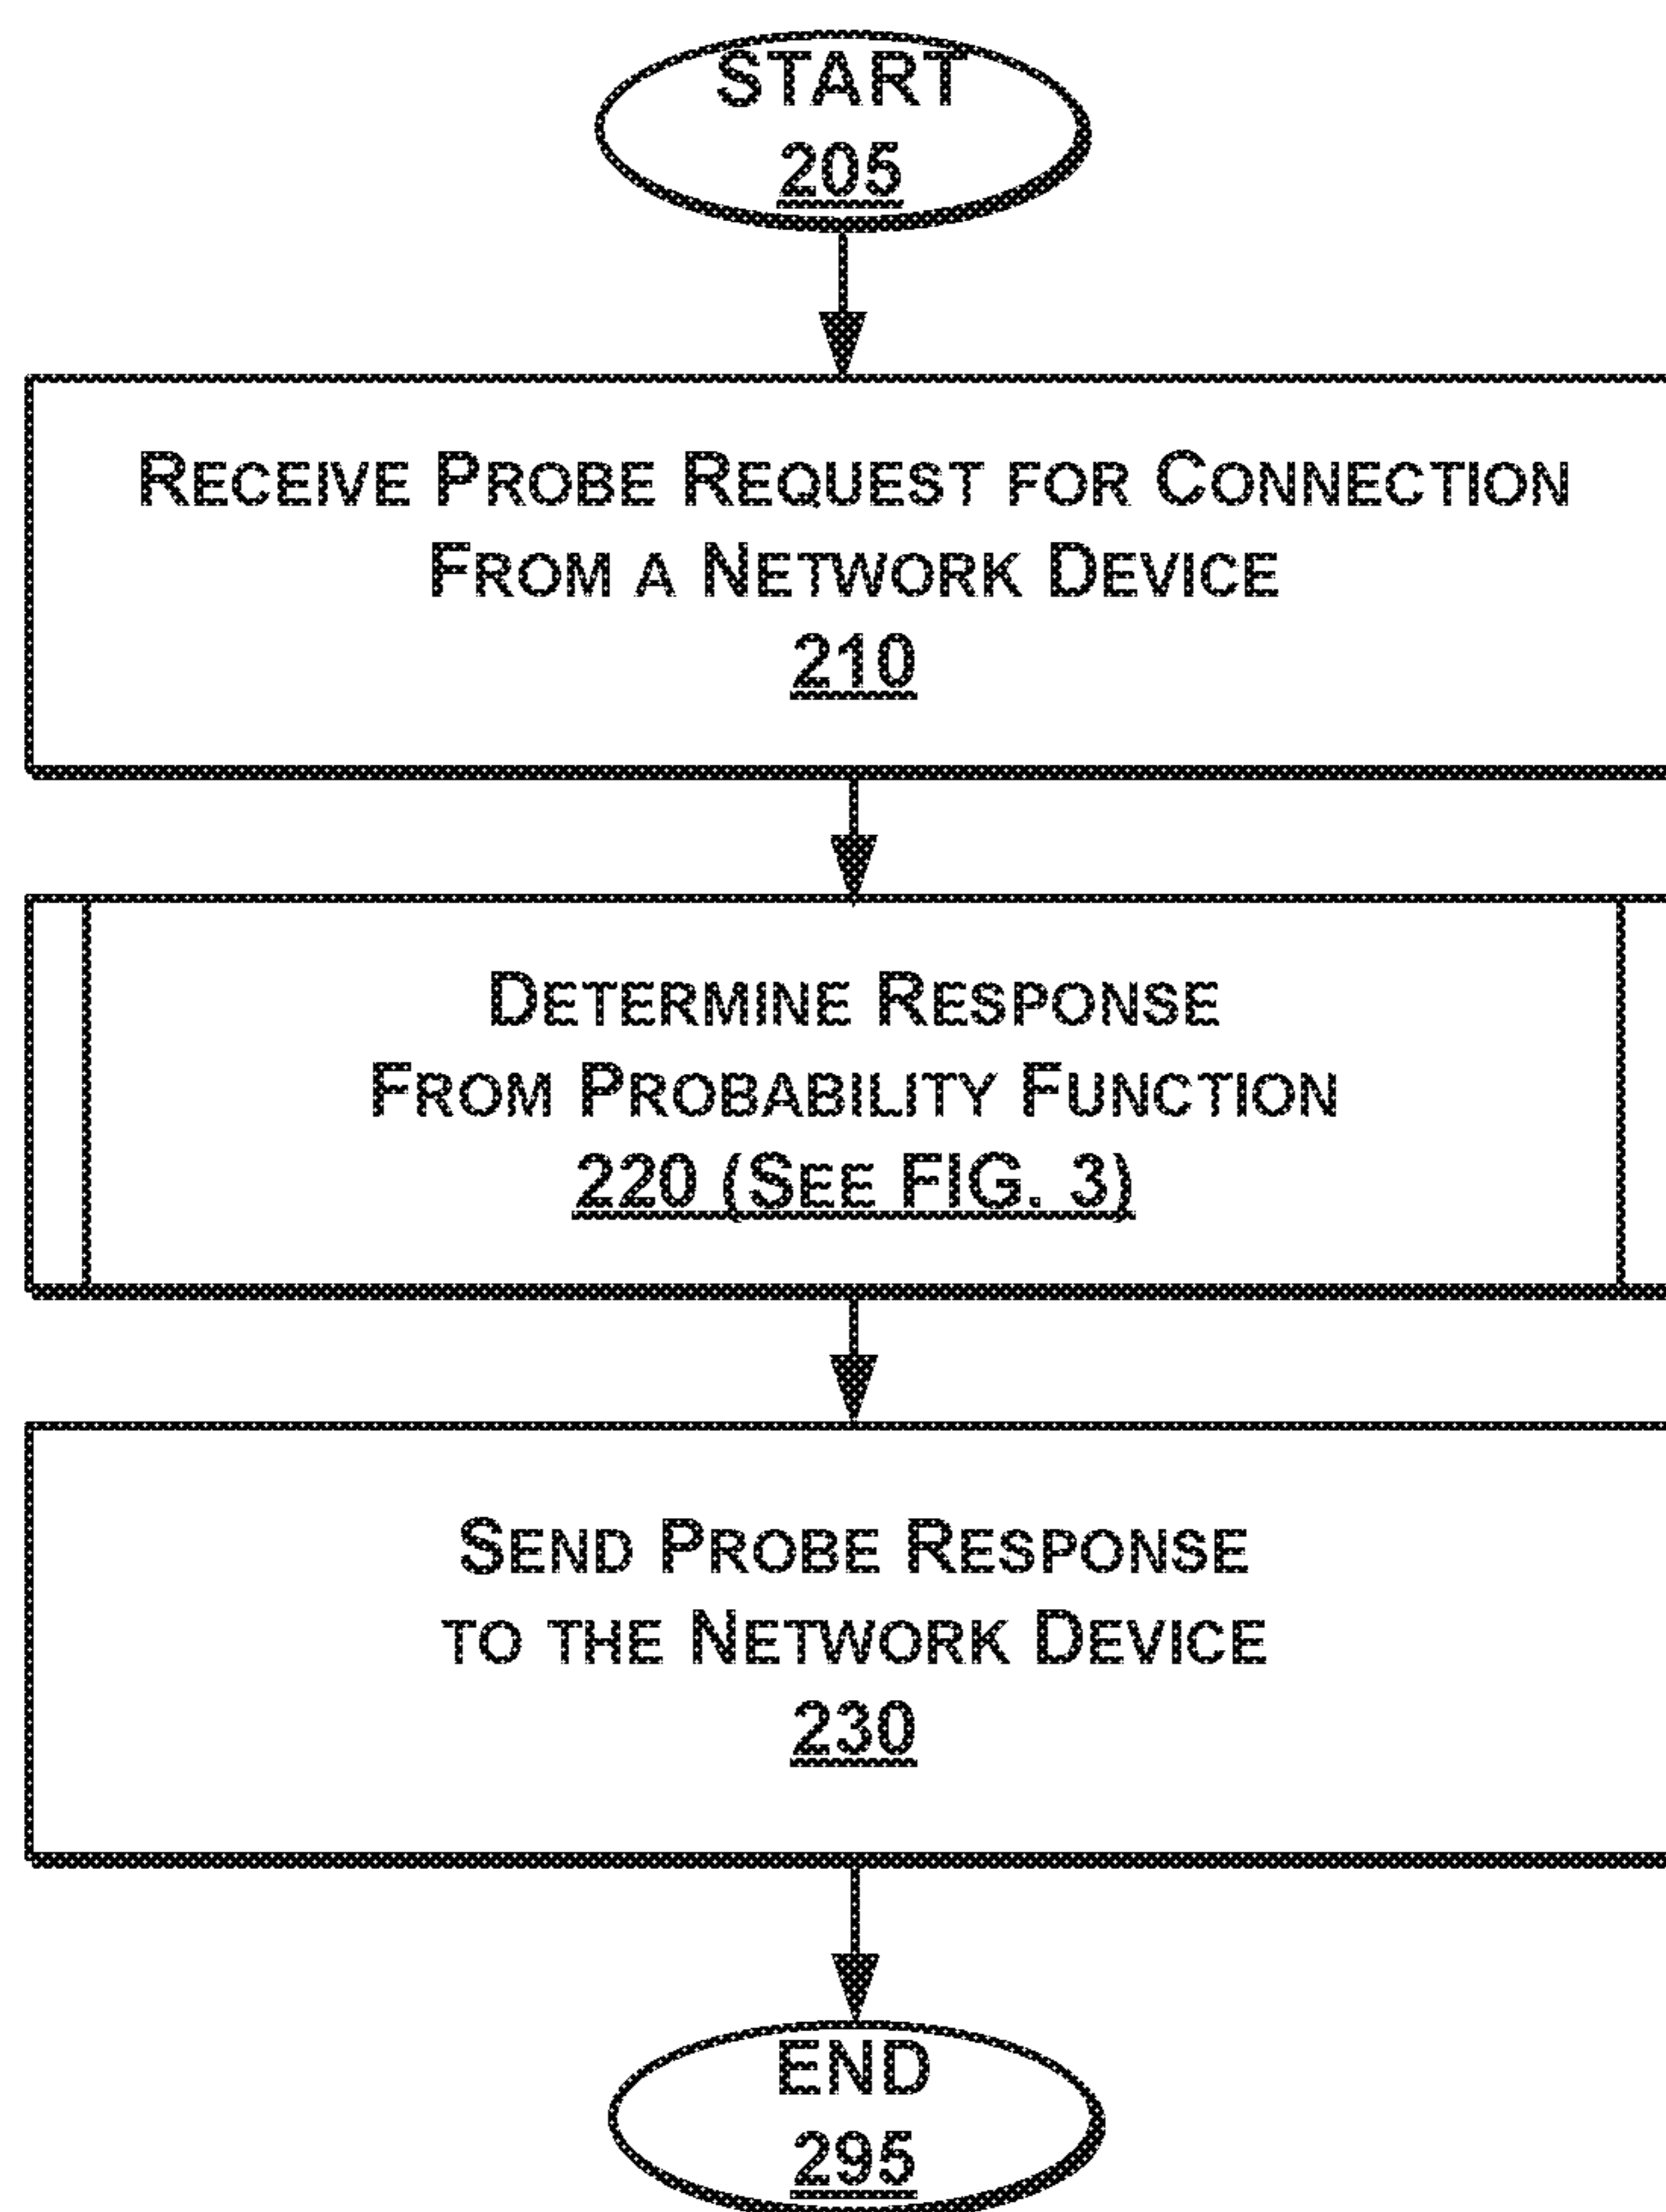 START
205
RECEIVE PROBE REQUEST FOR CONNECTION
FROM A NETWORK DEVICE
210
DETERMINE RESPONSE
FROM PROBABILITY FUNCTION
220 (SEE FIG. 3)
SEND PROBE RESPONSE
TO THE NETWORK DEVICE
230
END
295